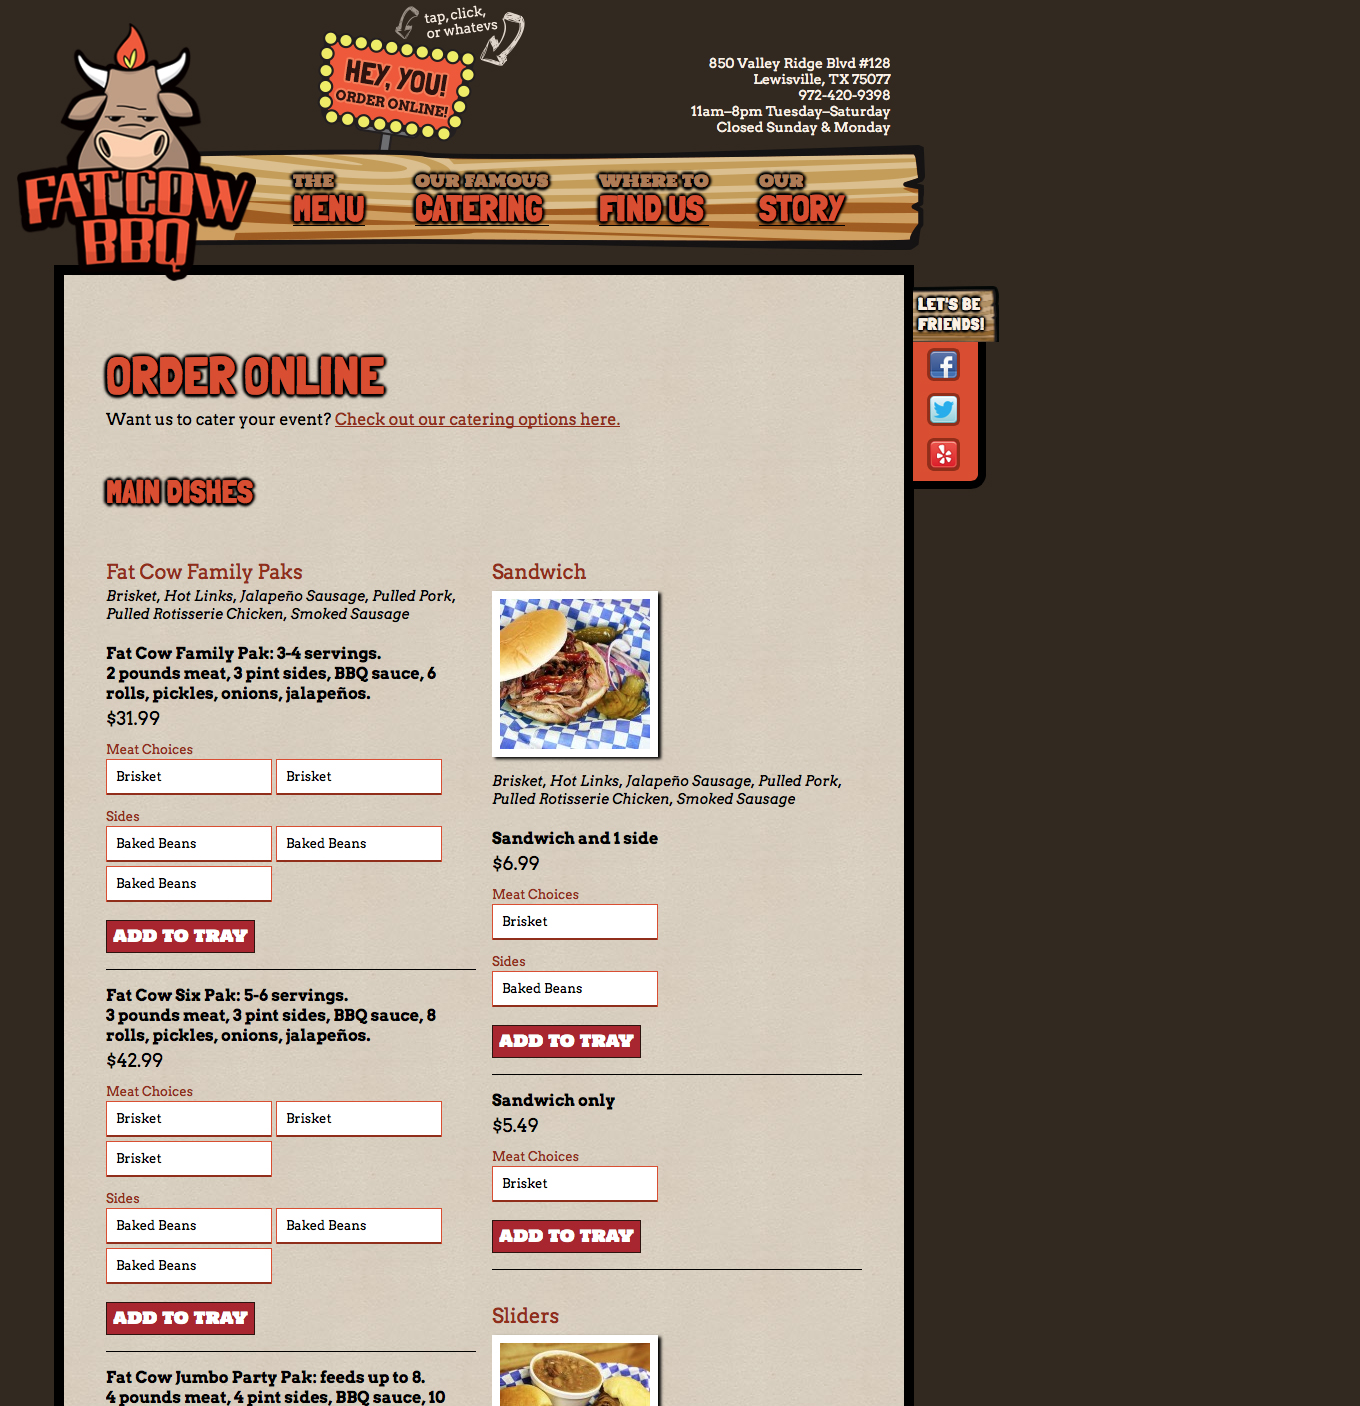 tap, click,
or whatevs
HEY, YOU!
ORDER ONLINE!
850 Valley Ridge Blvd #128
Lewisville, TX 75077
972-420-9398
11am–8pm Tuesday–Saturday
Closed Sunday & Monday
FAT COW
BBQ
THE
MENU
OUR FAMOUS
CATERING
WHERE TO
FIND US
OUR
STORY
LET'S BE
FRIENDS!
ORDER ONLINE
Want us to cater your event? Check out our catering options here.
MAIN DISHES
Fat Cow Family Paks
Brisket, Hot Links, Jalapeño Sausage, Pulled Pork,
Pulled Rotisserie Chicken, Smoked Sausage
Fat Cow Family Pak: 3-4 servings.
2 pounds meat, 3 pint sides, BBQ sauce, 6
rolls, pickles, onions, jalapeños.
$31.99
Meat Choices
Brisket Brisket
Sides
Baked Beans Baked Beans
Baked Beans
ADD TO TRAY
Fat Cow Six Pak: 5-6 servings.
3 pounds meat, 3 pint sides, BBQ sauce, 8
rolls, pickles, onions, jalapeños.
$42.99
Meat Choices
Brisket Brisket
Brisket
Sides
Baked Beans Baked Beans
Baked Beans
ADD TO TRAY
Fat Cow Jumbo Party Pak: feeds up to 8.
4 pounds meat, 4 pint sides, BBQ sauce, 10
Sandwich
Brisket, Hot Links, Jalapeño Sausage, Pulled Pork,
Pulled Rotisserie Chicken, Smoked Sausage
Sandwich and 1 side
$6.99
Meat Choices
Brisket
Sides
Baked Beans
ADD TO TRAY
Sandwich only
$5.49
Meat Choices
Brisket
ADD TO TRAY
Sliders